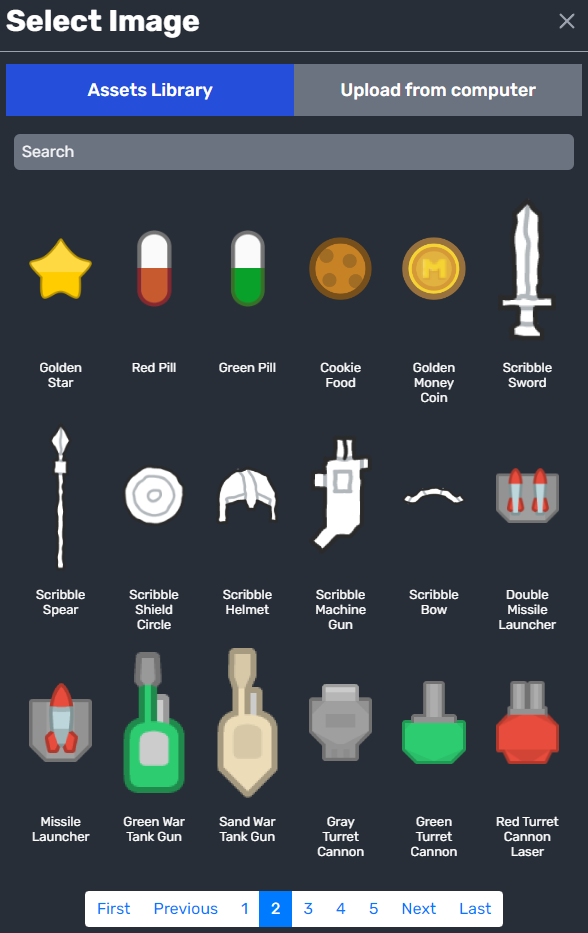 Select Image
Assets Library
Upload from computer
Search
M
Golden
Star
Red Pill
Green Pill
Cookie
Food
Golden
Money
Coin
Scribble
Sword
Scribble
Spear
Scribble
Shield
Circle
Scribble
Helmet
Scribble
Machine
Gun
Scribble
Bow
Double
Missile
Launcher
Missile
Launcher
Green War
Tank Gun
Sand War
Tank Gun
Gray
Turret
Cannon
Green
Turret
Cannon
Red Turret
Cannon
Laser
First Previous 1 2 3 4 5 Next Last